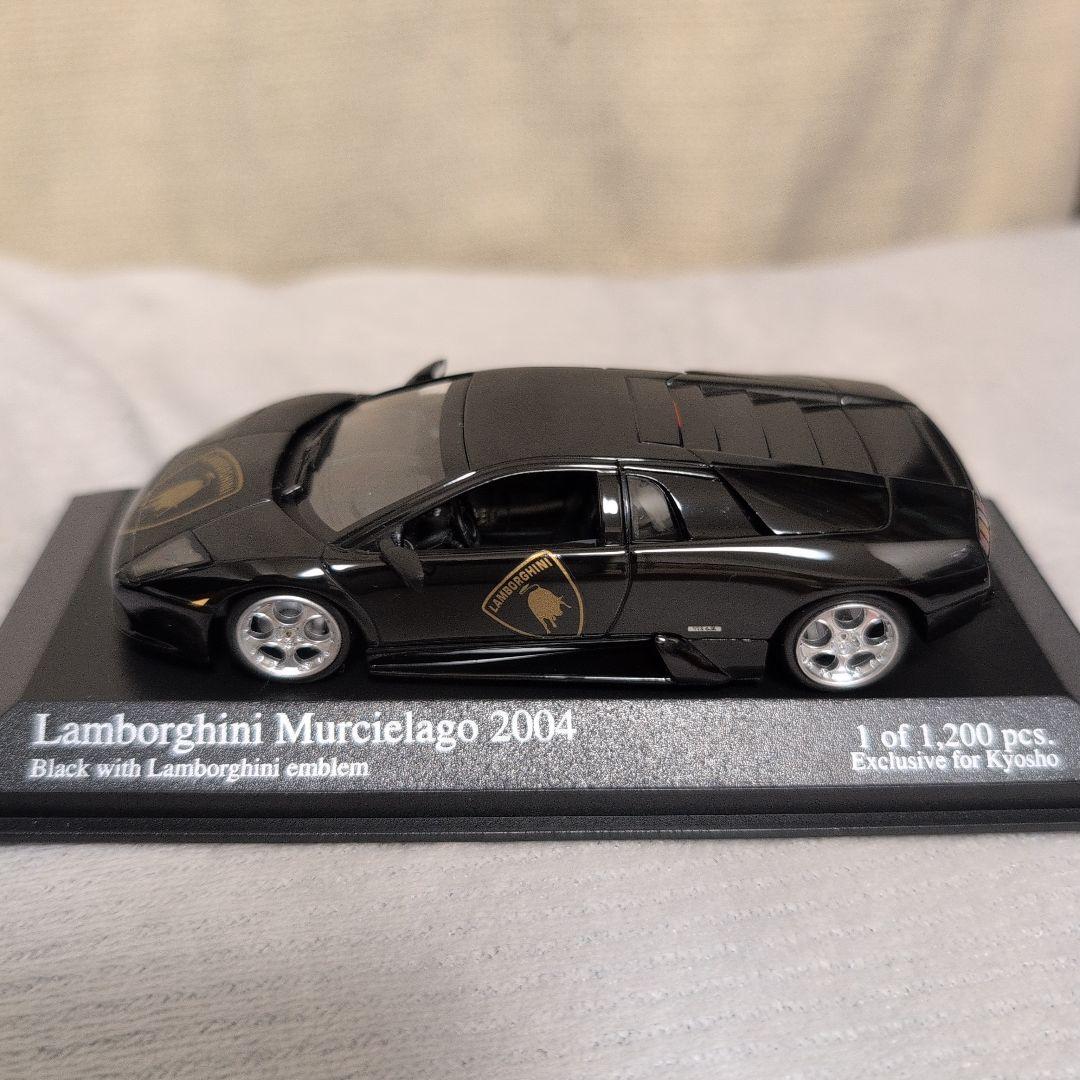 LAMBORGHINI
Lamborghini Murcielago 2004
Black with Lamborghini emblem
1 of 1,200 pcs.
Exclusive for Kyosho